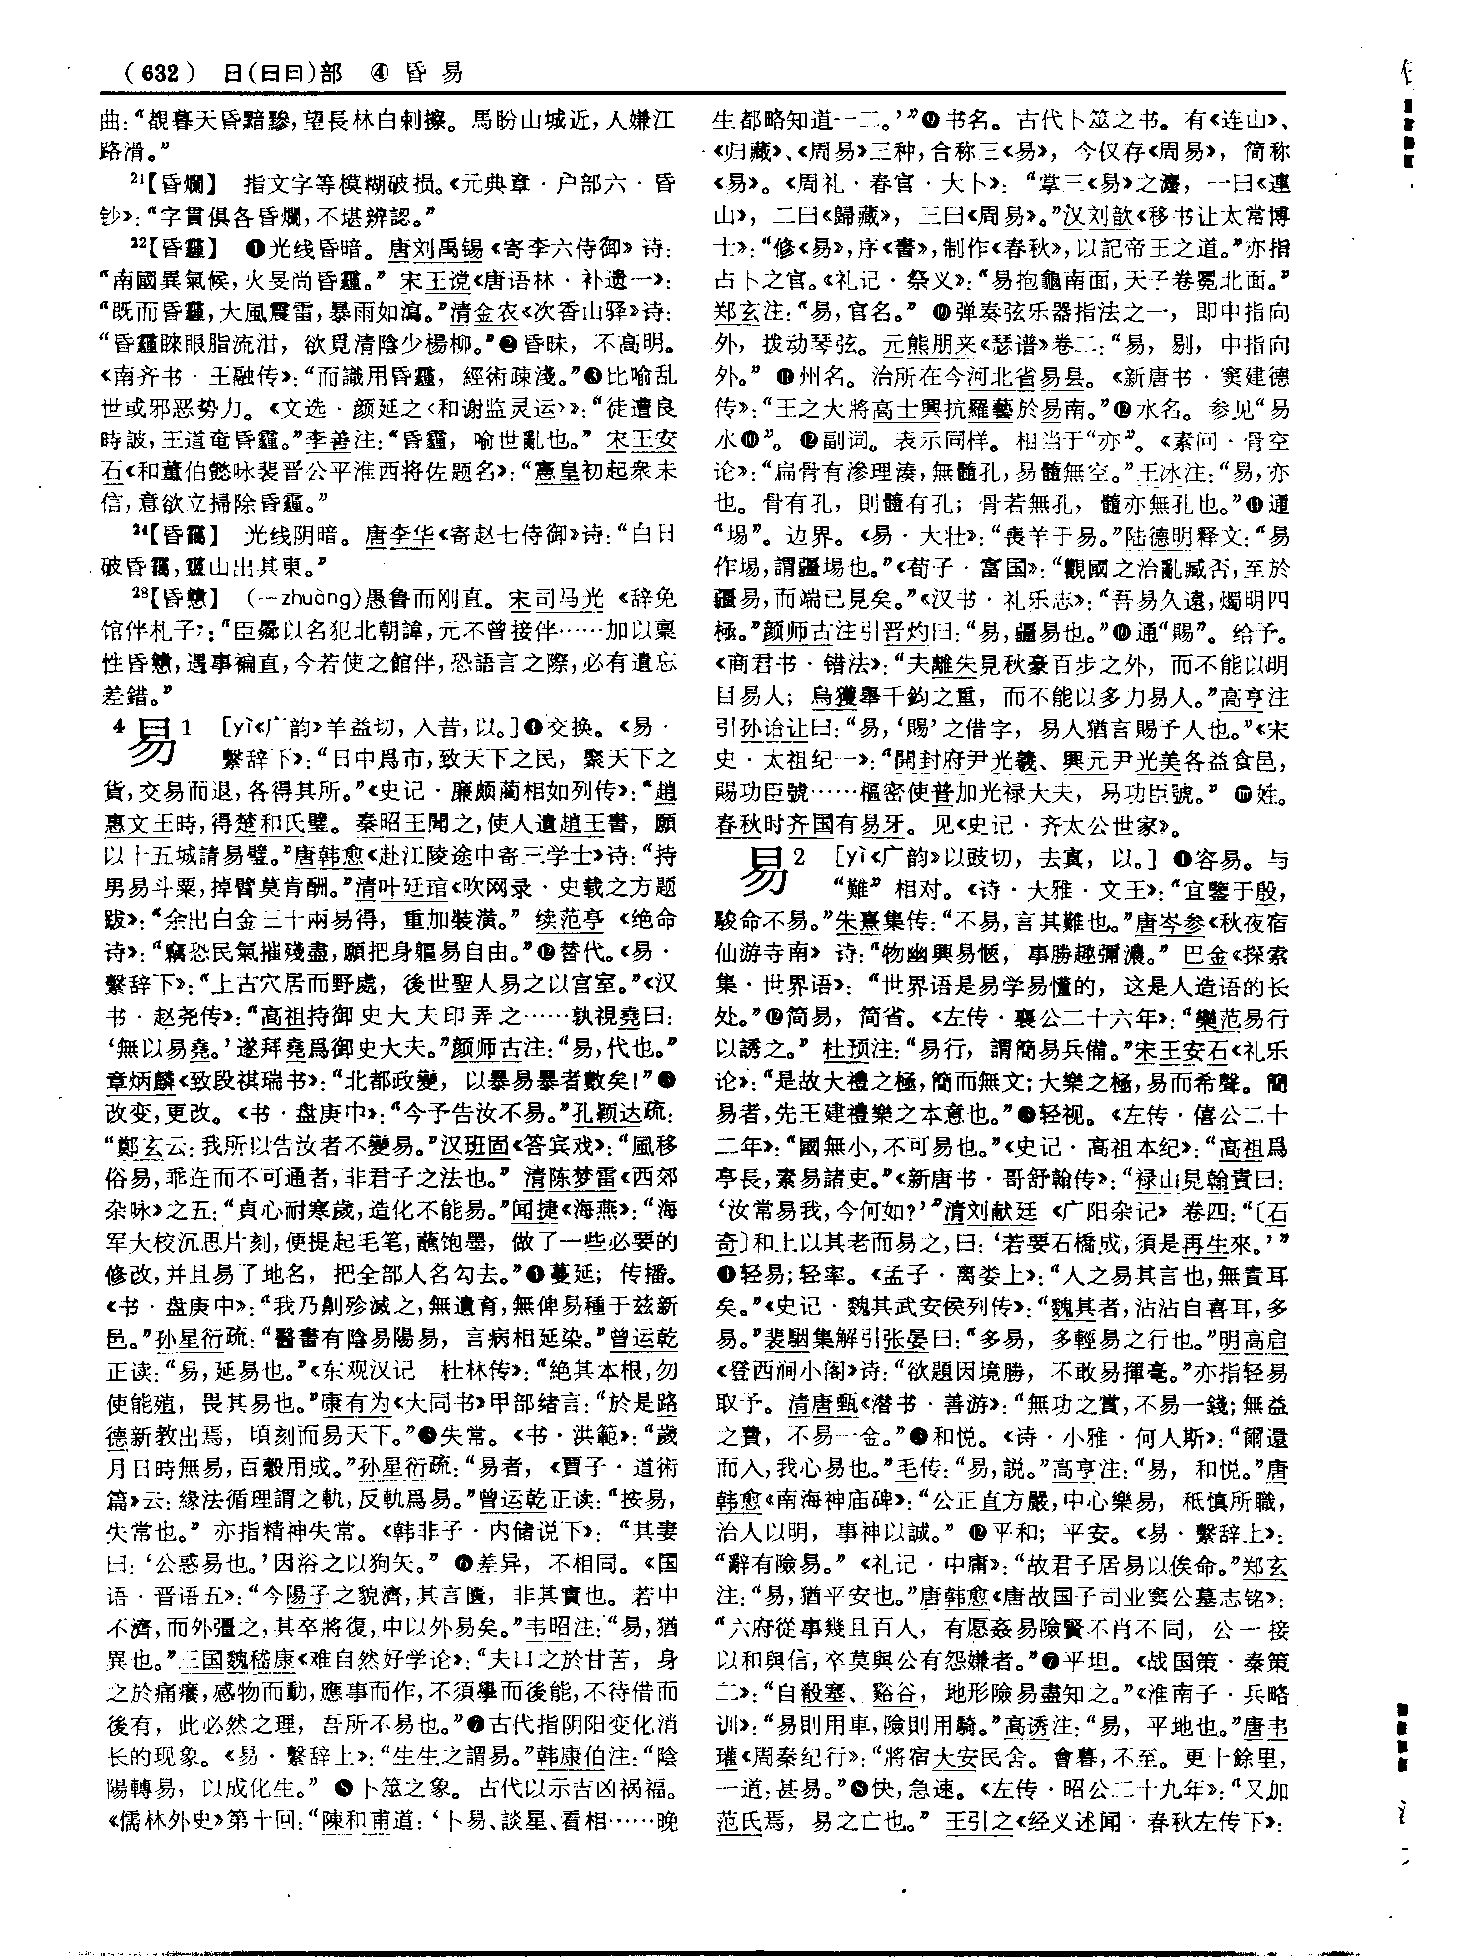 (632) 日(日曰)部 ④ 昏易
曲:“覩暮天昏黯黲,望長林白剌擦。馬盼山城近,人嫌江
路滑。”
21【昏爛】 指文字等模糊破损。《元典章·户部六·昏
钞》:“字貫俱各昏爛,不堪辨認。”
22【昏霾】 ❶光线昏暗。唐刘禹锡《寄李六侍御》诗:
“南國異氣候,火旻尚昏霾。” 宋王谠《唐语林·补遗一》:
“既而昏霾,大風震雷,暴雨如瀉。”清金农《次香山驿》诗:
“昏霾眯眼脂流泔,欲覓清陰少楊柳。”❷昏昧,不高明。
《南齐书·王融传》:“而識用昏霾,經術疎淺。”❸比喻乱
世或邪恶势力。《文选·颜延之〈和谢监灵运〉》:“徒遭良
時詖,王道奄昏霾。”李善注:“昏霾,喻世亂也。” 宋王安
石《和董伯懿咏裴晋公平淮西将佐题名》:“憲皇初起衆未
信,意欲立掃除昏霾。”
24【昏靄】 光线阴暗。唐李华《寄赵七侍御》诗:“白日
破昏靄,靈山出其東。”
28【昏戇】 (—zhuàng)愚鲁而刚直。宋司马光《辞免
馆伴札子》:“臣屬以名犯北朝諱,元不曾接伴……加以稟
性昏戇,遇事褊直,今若使之館伴,恐語言之際,必有遺忘
差錯。”
4 易1 [yì《广韵》羊益切,入昔,以。]❶交换。《易·
繫辞下》:“日中爲市,致天下之民,聚天下之
貨,交易而退,各得其所。”《史记·廉颇蔺相如列传》:“趙
惠文王時,得楚和氏璧。秦昭王聞之,使人遺趙王書,願
以十五城請易璧。”唐韩愈《赴江陵途中寄三学士》诗:“持
男易斗粟,掉臂莫肯酬。”清叶廷琯《吹网录·史载之方题
跋》:“余出白金三十兩易得,重加裝潢。” 续范亭《绝命
诗》:“竊恐民氣摧殘盡,願把身軀易自由。”❷替代。《易·
繫辞下》:“上古穴居而野處,後世聖人易之以宫室。”《汉
书·赵尧传》:“高祖持御史大夫印弄之……孰視堯曰:
‘無以易堯。’遂拜堯爲御史大夫。”颜师古注:“易,代也。”
章炳麟《致段祺瑞书》:“北都政變,以暴易暴者數矣!”❸
改变,更改。《书·盘庚中》:“今予告汝不易。”孔颖达疏:
“鄭玄云:我所以告汝者不變易。”汉班固《答宾戏》:“風移
俗易,乖迕而不可通者,非君子之法也。” 清陈梦雷《西郊
杂咏》之五:“貞心耐寒歲,造化不能易。”闻捷《海燕》:“海
军大校沉思片刻,便提起毛笔,蘸饱墨,做了一些必要的
修改,并且易了地名,把全部人名勾去。”❹蔓延;传播。
《书·盘庚中》:“我乃劓殄滅之,無遺育,無俾易種于兹新
邑。”孙星衍疏:“醫書有陰易陽易,言病相延染。”曾运乾
正读:“易,延易也。”《东观汉记 杜林传》:“絶其本根,勿
使能殖,畏其易也。”康有为《大同书》甲部绪言:“於是路
德新教出焉,頃刻而易天下。”❺失常。《书·洪範》:“歲
月日時無易,百穀用成。”孙星衍疏:“易者,《賈子·道術
篇》云:緣法循理謂之軌,反軌爲易。”曾运乾正读:“按易,
失常也。”亦指精神失常。《韩非子·内储说下》:“其妻
曰:‘公惑易也。’因浴之以狗矢。” ❻差异,不相同。《国
语·晋语五》:“今陽子之貌濟,其言匱,非其實也。若中
不濟,而外彊之,其卒將復,中以外易矣。”韦昭注:“易,猶
異也。”三国魏嵇康《难自然好学论》:“夫口之於甘苦,身
之於痛癢,感物而動,應事而作,不須學而後能,不待借而
後有,此必然之理,吾所不易也。”❼古代指阴阳变化消
长的现象。《易·繫辞上》:“生生之謂易。”韩康伯注:“陰
陽轉易,以成化生。” ❽卜筮之象。古代以示吉凶祸福。
《儒林外史》第十回:“陳和甫道:‘卜易、談星、看相……晚
生都略知道一二。’”❾书名。古代卜筮之书。有《连山》、
《归藏》、《周易》三种,合称三《易》,今仅存《周易》,简称
《易》。《周礼·春官·大卜》:“掌三《易》之灋,一曰《連
山》,二曰《歸藏》,三曰《周易》。”汉刘歆《移书让太常博
士》:“修《易》,序《書》,制作《春秋》,以記帝王之道。”亦指
占卜之官。《礼记·祭义》:“易抱龜南面,天子卷冕北面。”
郑玄注:“易,官名。” ❿弹奏弦乐器指法之一,即中指向
外,拨动琴弦。元熊朋来《瑟谱》卷二:“易,剔,中指向
外。” ⓫州名。治所在今河北省易县。《新唐书·窦建德
传》:“王之大將高士興抗羅藝於易南。”⓬水名。参见“易
水❿”。⓭副词。表示同样。相当于“亦”。《素问·骨空
论》:“扁骨有滲理湊,無髓孔,易髓無空。”王冰注:“易,亦
也。骨有孔,則髓有孔;骨若無孔,髓亦無孔也。”⓮通
“埸”。边界。《易·大壮》:“喪羊于易。”陆德明释文:“易
作埸,謂疆埸也。”《荀子·富国》:“觀國之治亂臧否,至於
疆易,而端已見矣。”《汉书·礼乐志》:“吾易久遠,燭明四
極。”颜师古注引晋灼曰:“易,疆易也。”⓯通“賜”。给予。
《商君书·错法》:“夫離朱見秋豪百步之外,而不能以明
目易人;烏獲舉千鈞之重,而不能以多力易人。”高亨注
引孙诒让曰:“易,‘賜’之借字,易人猶言賜予人也。”《宋
史·太祖纪一》:“開封府尹光羲、興元尹光美各益食邑,
賜功臣號……樞密使普加光禄大夫,易功臣號。” ⓰姓。
春秋时齐国有易牙。见《史记·齐太公世家》。
易2 [yì《广韵》以豉切,去寘,以。] ❶容易。与
“難” 相对。《诗·大雅·文王》:“宜鑒于殷,
駿命不易。”朱熹集传:“不易,言其難也。”唐岑参《秋夜宿
仙游寺南》诗:“物幽興易愜,事勝趣彌濃。” 巴金《探索
集·世界语》:“世界语是易学易懂的,这是人造语的长
处。”❷简易,简省。《左传·襄公二十六年》:“欒范易行
以誘之。” 杜预注:“易行,謂簡易兵備。”宋王安石《礼乐
论》:“是故大禮之極,簡而無文;大樂之極,易而希聲。簡
易者,先王建禮樂之本意也。”❸轻视。《左传·僖公二十
二年》:“國無小,不可易也。”《史记·高祖本纪》:“高祖爲
亭長,素易諸吏。”《新唐书·哥舒翰传》:“禄山見翰責曰:
‘汝常易我,今何如?’”清刘献廷《广阳杂记》卷四:“〔石
奇〕和上以其老而易之,曰:‘若要石橋成,須是再生來。’”
❹轻易;轻率。《孟子·离娄上》:“人之易其言也,無責耳
矣。”《史记·魏其武安侯列传》:“魏其者,沾沾自喜耳,多
易。”裴駰集解引张晏曰:“多易,多輕易之行也。”明高启
《登西涧小阁》诗:“欲題因境勝,不敢易揮毫。”亦指轻易
取予。清唐甄《潜书·善游》:“無功之賞,不易一錢;無益
之費,不易一金。”❺和悦。《诗·小雅·何人斯》:“爾還
而入,我心易也。”毛传:“易,説。”高亨注:“易,和悦。”唐
韩愈《南海神庙碑》:“公正直方嚴,中心樂易,秪慎所職,
治人以明,事神以誠。” ❻平和;平安。《易·繫辞上》:
“辭有險易。”《礼记·中庸》:“故君子居易以俟命。”郑玄
注:“易,猶平安也。”唐韩愈《唐故国子司业窦公墓志铭》:
“六府從事幾且百人,有愿姦易險賢不肖不同,公一接
以和與信,卒莫與公有怨嫌者。”❼平坦。《战国策·秦策
二》:“自殽塞、谿谷,地形險易盡知之。”《淮南子·兵略
训》:“易則用車,險則用騎。”高诱注:“易,平地也。”唐韦
瓘《周秦纪行》:“將宿大安民舍。會暮,不至。更十餘里,
一道,甚易。”❽快,急速。《左传·昭公二十九年》:“又加
范氏焉,易之亡也。” 王引之《经义述闻·春秋左传下》: